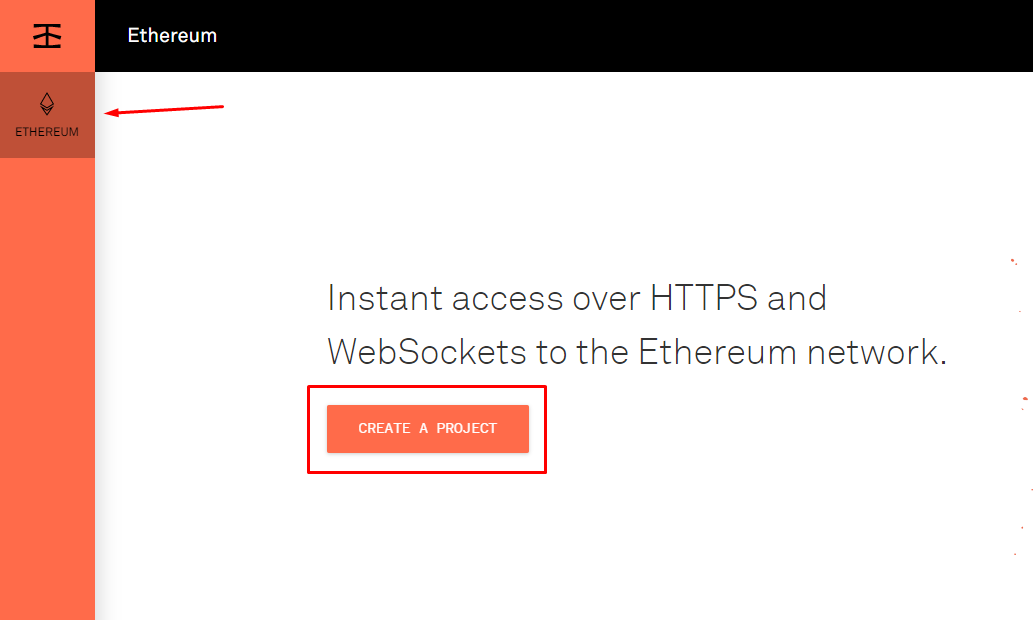 Ethereum
ETHEREUM
Instant access over HTTPS and
WebSockets to the Ethereum network.
CREATE A PROJECT